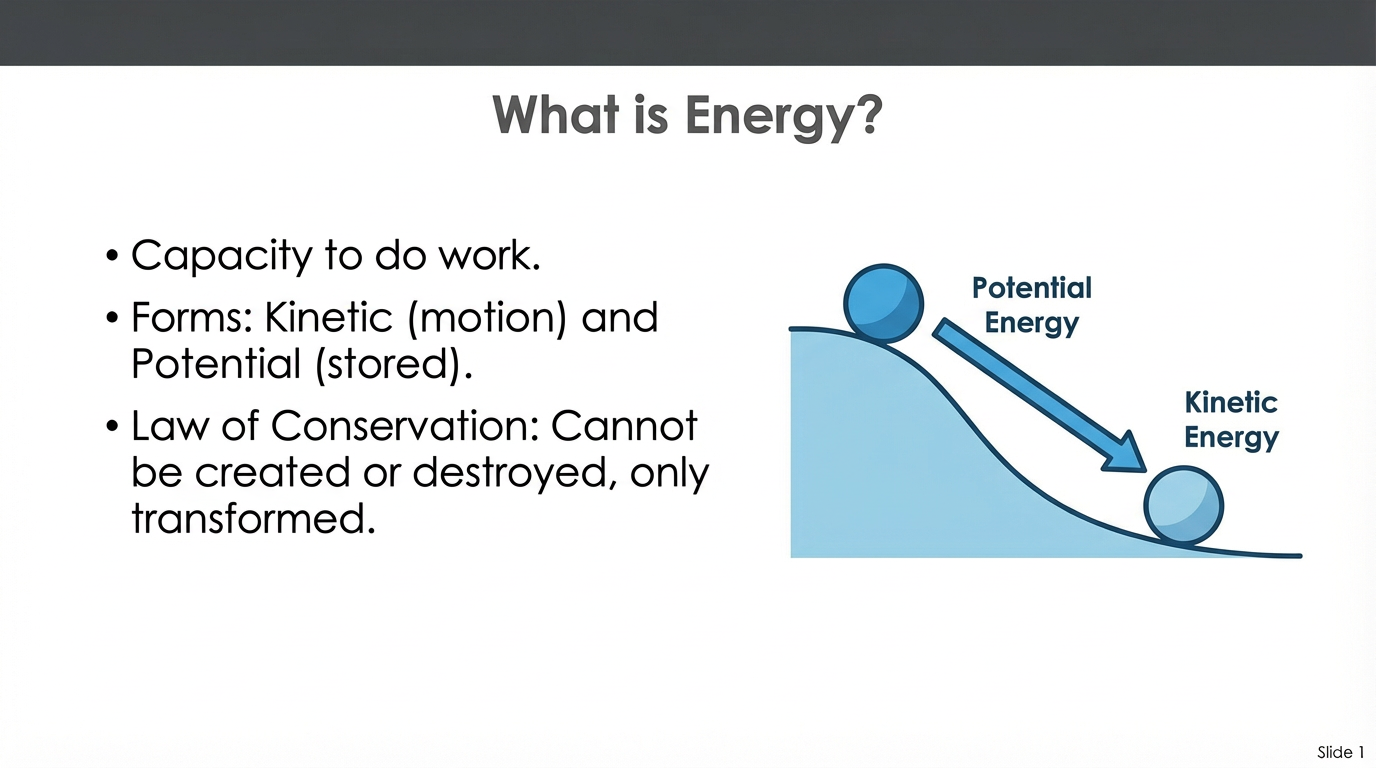 What is Energy?
• Capacity to do work.
• Forms: Kinetic (motion) and
Potential (stored).
• Law of Conservation: Cannot
be created or destroyed, only
transformed.
Potential
Energy
Kinetic
Energy
Slide 1